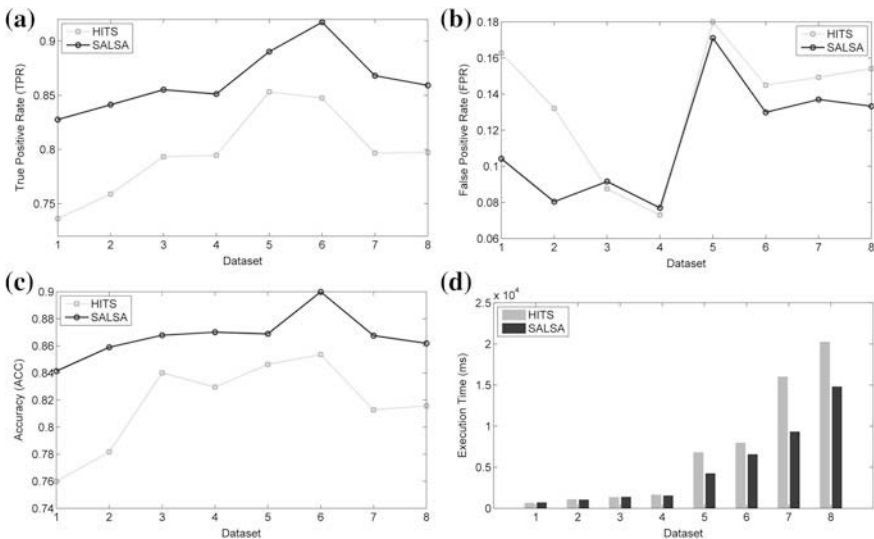 (a)
HITS
SALSA
True Positive Rate (TPR)
0.9
0.85
0.8
0.75
1 2 3 4 5 6 7 8
Dataset
(b)
HITS
SALSA
False Positive Rate (FPR)
0.18
0.16
0.14
0.12
0.1
0.08
0.06
1 2 3 4 5 6 7 8
Dataset
(c)
HITS
SALSA
Accuracy (ACC)
0.9
0.88
0.86
0.84
0.82
0.8
0.78
0.76
0.74
1 2 3 4 5 6 7 8
Dataset
(d)
x 10^4
HITS
SALSA
Execution Time (ms)
2.5
2
1.5
1
0.5
0
1 2 3 4 5 6 7 8
Dataset